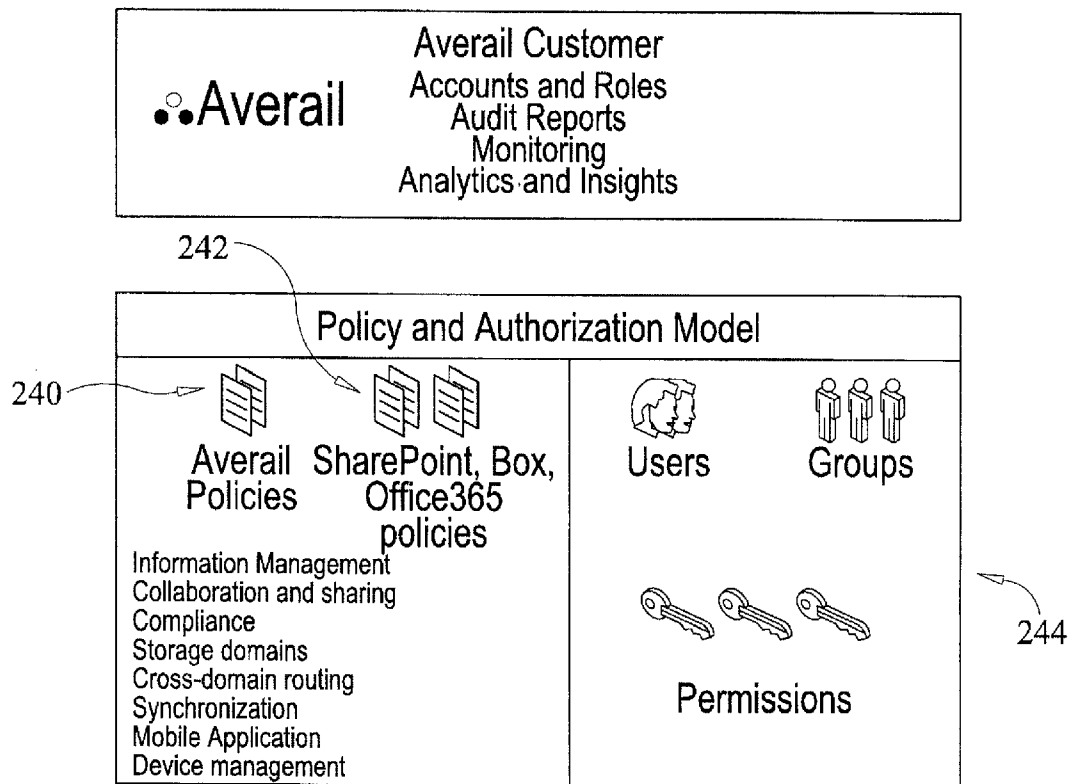 Averail
Averail Customer
Accounts and Roles
Audit Reports
Monitoring
Analytics and Insights
242
Policy and Authorization Model
240
Averail
Policies
SharePoint, Box,
Office365
policies
Information Management
Collaboration and sharing
Compliance
Storage domains
Cross-domain routing
Synchronization
Mobile Application
Device management
Users
Groups
Permissions
244